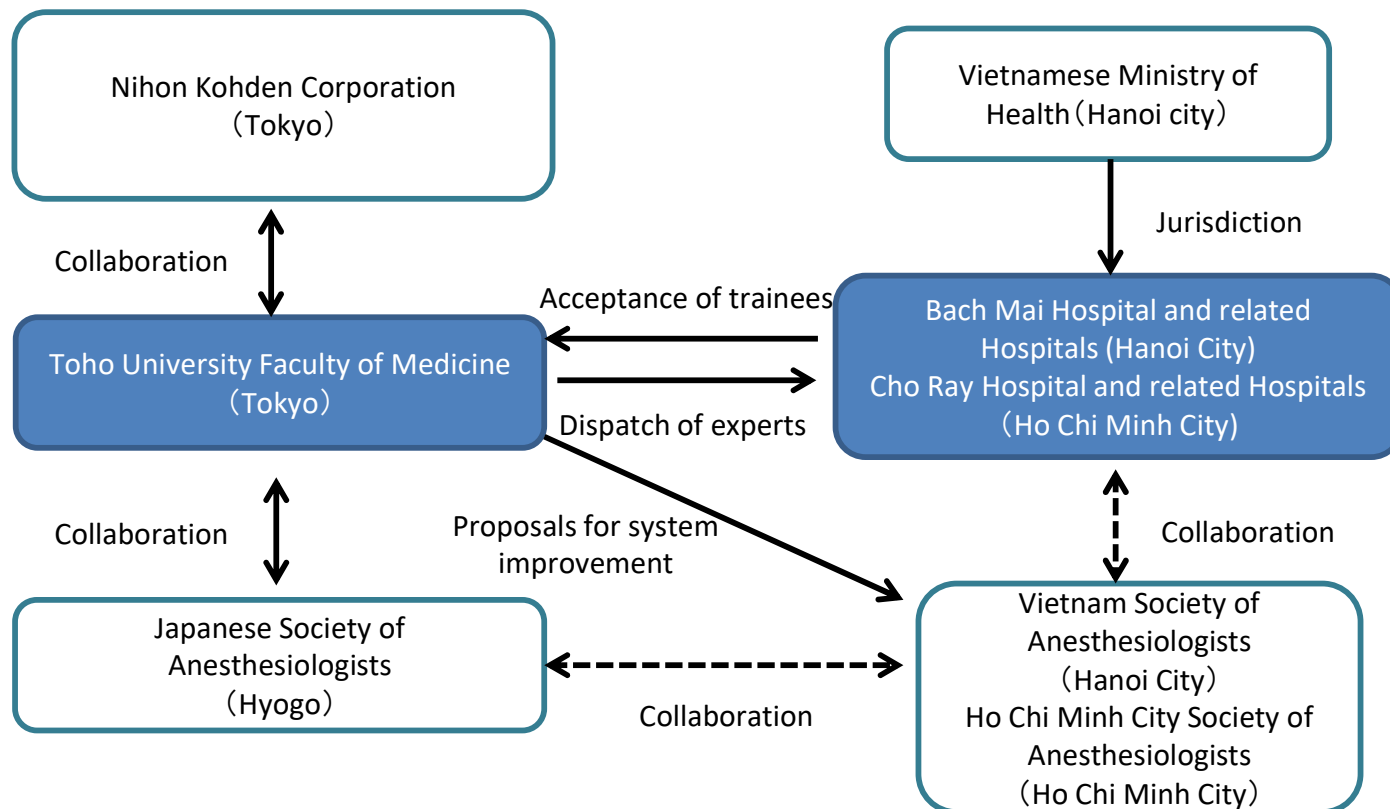 Nihon Kohden Corporation
（Tokyo）
Vietnamese Ministry of
Health（Hanoi city）
Collaboration
Jurisdiction
Acceptance of trainees
Toho University Faculty of Medicine
（Tokyo）
Bach Mai Hospital and related
Hospitals (Hanoi City)
Cho Ray Hospital and related Hospitals
（Ho Chi Minh City)
Dispatch of experts
Collaboration
Proposals for system
improvement
Collaboration
Japanese Society of
Anesthesiologists
（Hyogo）
Collaboration
Vietnam Society of
Anesthesiologists
（Hanoi City）
Ho Chi Minh City Society of
Anesthesiologists
（Ho Chi Minh City）